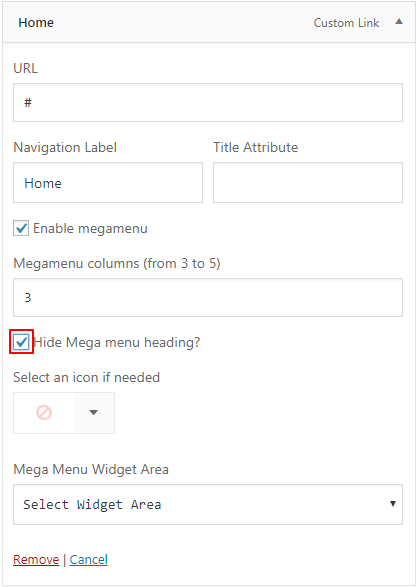 Home Custom Link
URL
#
Navigation Label Title Attribute
Home
Enable megamenu
Megamenu columns (from 3 to 5)
3
Hide Mega menu heading?
Select an icon if needed
Mega Menu Widget Area
Select Widget Area
Remove | Cancel